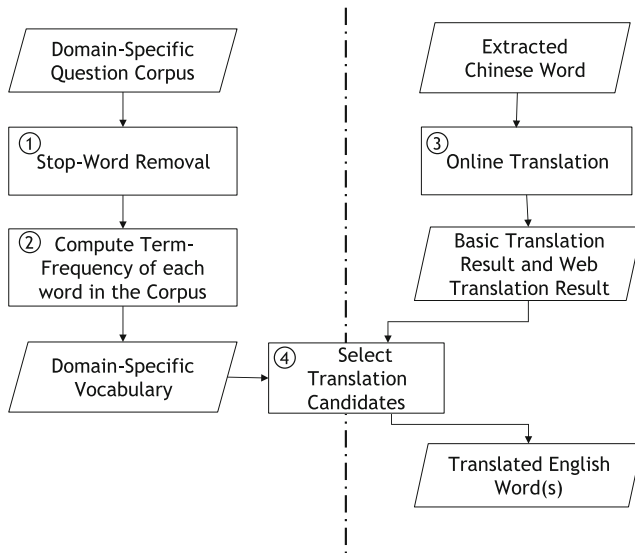 Domain-Specific
Question Corpus
①
Stop-Word Removal
②
Compute Term-
Frequency of each
word in the Corpus
Domain-Specific
Vocabulary
Extracted
Chinese Word
③
Online Translation
Basic Translation
Result and Web
Translation Result
④
Select
Translation
Candidates
Translated English
Word(s)